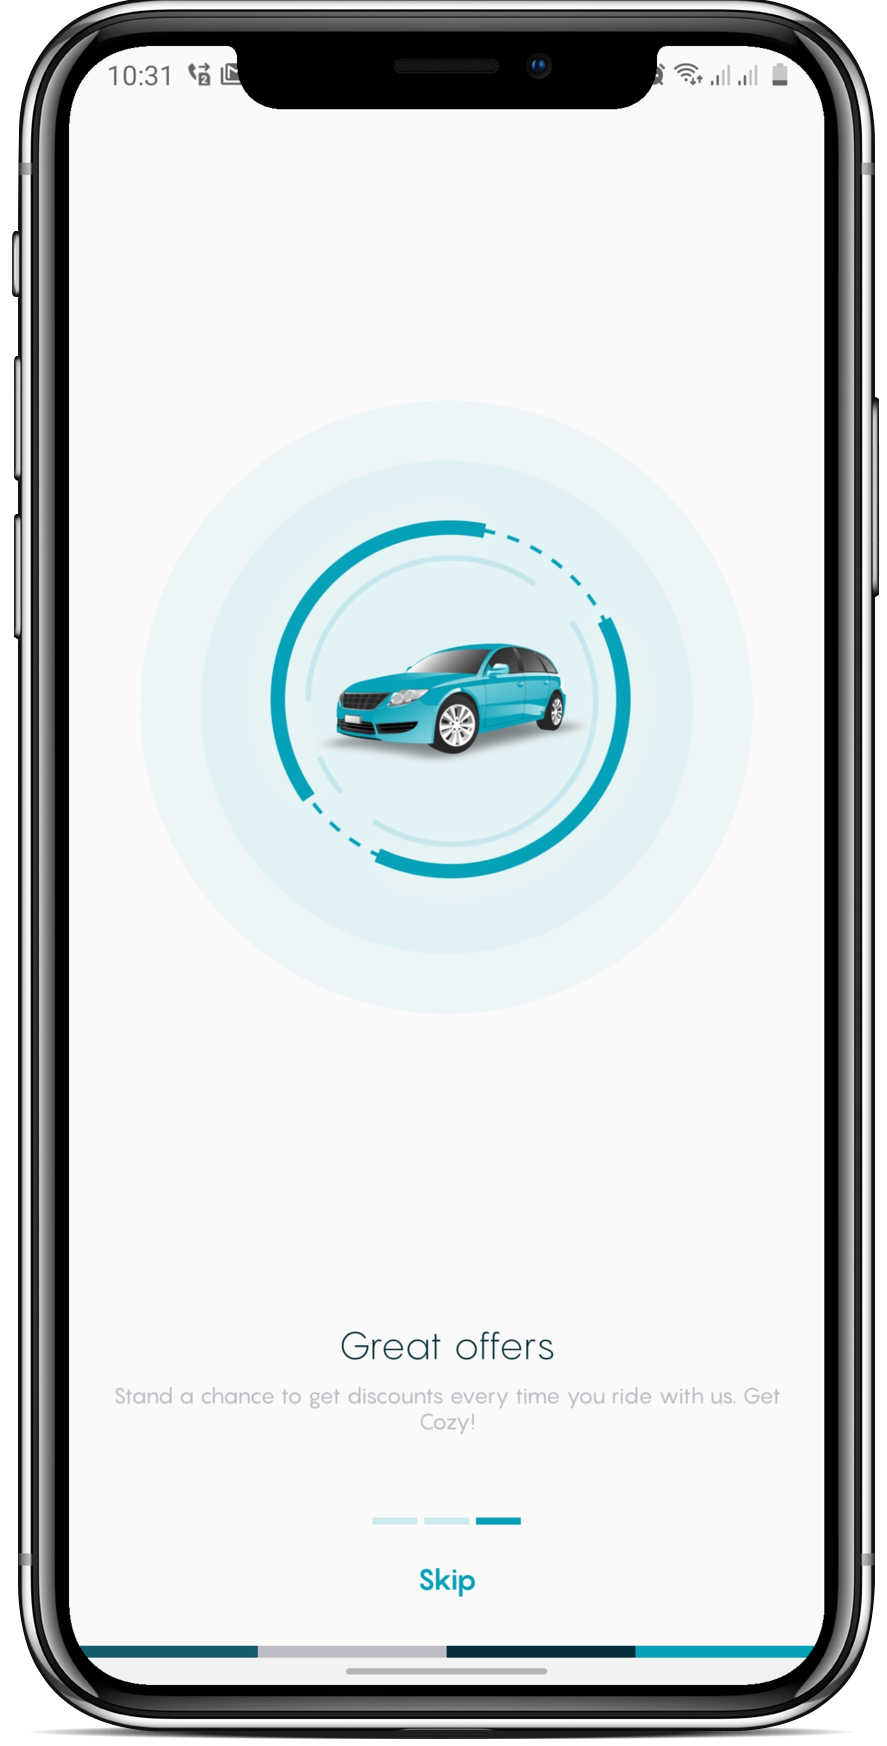 10:31
Great offers
Stand a chance to get discounts every time you ride with us. Get
Cozy!
Skip